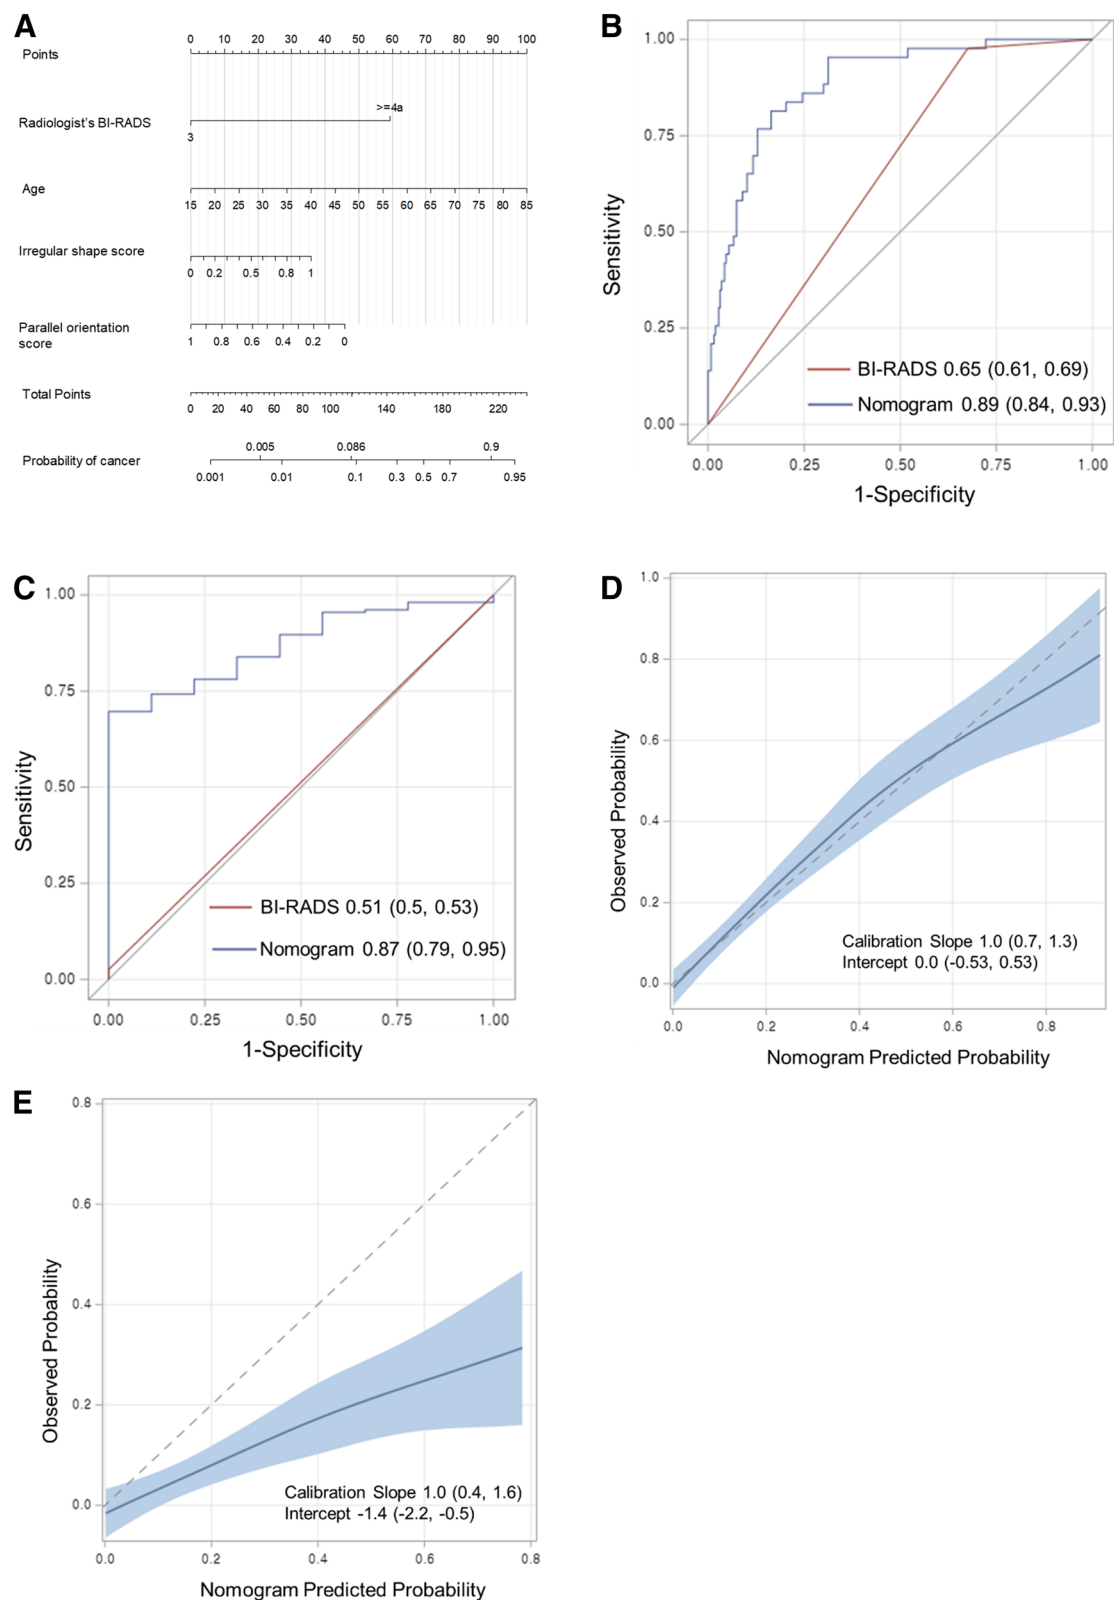 A
Points
0 10 20 30 40 50 60 70 80 90 100
Radiologist's BI-RADS
>=4a
3
Age
15 20 25 30 35 40 45 50 55 60 65 70 75 80 85
Irregular shape score
0 0.2 0.5 0.8 1
Parallel orientation
score
1 0.8 0.6 0.4 0.2 0
Total Points
0 20 40 60 80 100 140 180 220
Probability of cancer
0.005 0.086 0.9
0.001 0.01 0.1 0.3 0.5 0.7 0.95
B
1.00
0.75
0.50
0.25
0.00
Sensitivity
BI-RADS 0.65 (0.61, 0.69)
Nomogram 0.89 (0.84, 0.93)
0.00 0.25 0.50 0.75 1.00
1-Specificity
C
1.00
0.75
0.50
0.25
0.00
Sensitivity
BI-RADS 0.51 (0.5, 0.53)
Nomogram 0.87 (0.79, 0.95)
0.00 0.25 0.50 0.75 1.00
1-Specificity
D
1.0
0.8
0.6
0.4
0.2
0.0
Observed Probability
Calibration Slope 1.0 (0.7, 1.3)
Intercept 0.0 (-0.53, 0.53)
0.0 0.2 0.4 0.6 0.8
Nomogram Predicted Probability
E
0.8
0.6
0.4
0.2
0.0
Observed Probability
Calibration Slope 1.0 (0.4, 1.6)
Intercept -1.4 (-2.2, -0.5)
0.0 0.2 0.4 0.6 0.8
Nomogram Predicted Probability